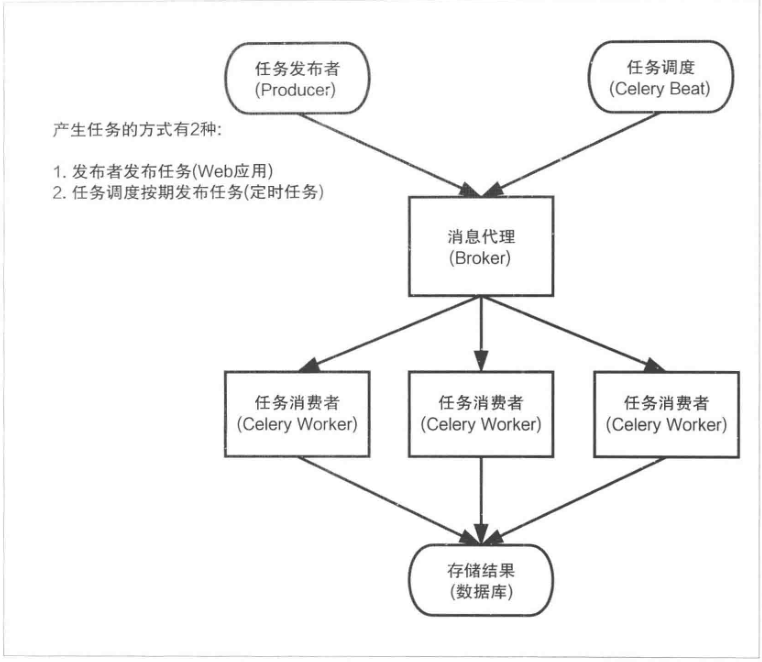 任务发布者
(Producer)
任务调度
(Celery Beat)
产生任务的方式有2种:
1. 发布者发布任务(Web应用)
2. 任务调度按期发布任务(定时任务)
消息代理
(Broker)
任务消费者
(Celery Worker)
任务消费者
(Celery Worker)
任务消费者
(Celery Worker)
存储结果
(数据库)